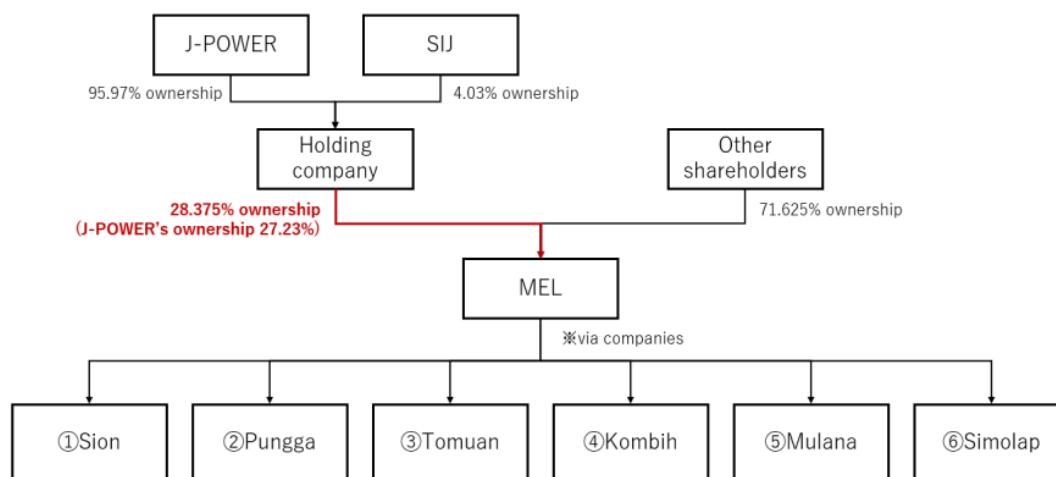 J-POWER
SIJ
95.97% ownership
4.03% ownership
Holding
company
Other
shareholders
28.375% ownership
(J-POWER's ownership 27.23%)
71.625% ownership
MEL
※via companies
①Sion
②Pungga
③Tomuan
④Kombih
⑤Mulana
⑥Simolap